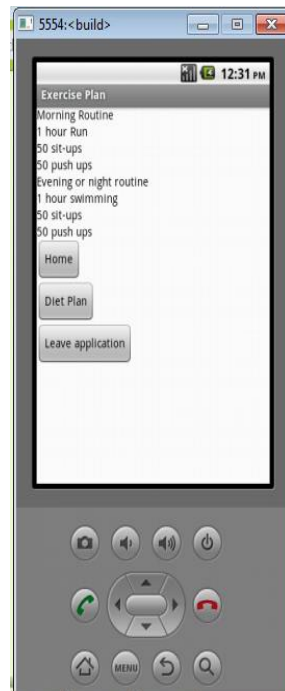 5554:<build>
12:31 PM
Exercise Plan
Morning Routine
1 hour Run
50 sit-ups
50 push ups
Evening or night routine
1 hour swimming
50 sit-ups
50 push ups
Home
Diet Plan
Leave application
MENU